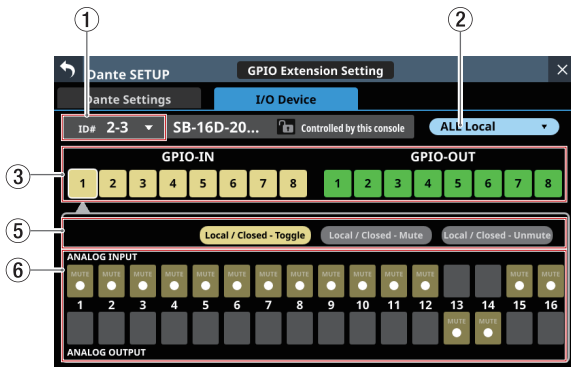 1 2
Dante SETUP GPIO Extension Setting ×
Dante Settings I/O Device
ID# 2-3 ▼ SB-16D-20... Controlled by this console ALL Local ▼
GPIO-IN GPIO-OUT
3
1 2 3 4 5 6 7 8 1 2 3 4 5 6 7 8
5
Local / Closed - Toggle Local / Closed - Mute Local / Closed - Unmute
6
ANALOG INPUT
MUTE MUTE MUTE MUTE MUTE MUTE MUTE MUTE MUTE MUTE MUTE MUTE MUTE MUTE
1 2 3 4 5 6 7 8 9 10 11 12 13 14 15 16
MUTE MUTE
ANALOG OUTPUT